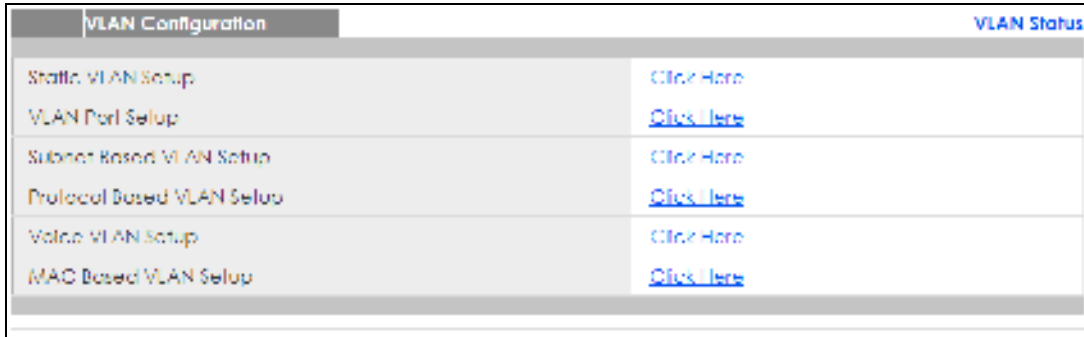 VLAN Configuration VLAN Status
Static VLAN Setup Click Here
VLAN Port Setup Click Here
Subnet Based VLAN Setup Click Here
Protocol Based VLAN Setup Click Here
Voice VLAN Setup Click Here
MAC Based VLAN Setup Click Here